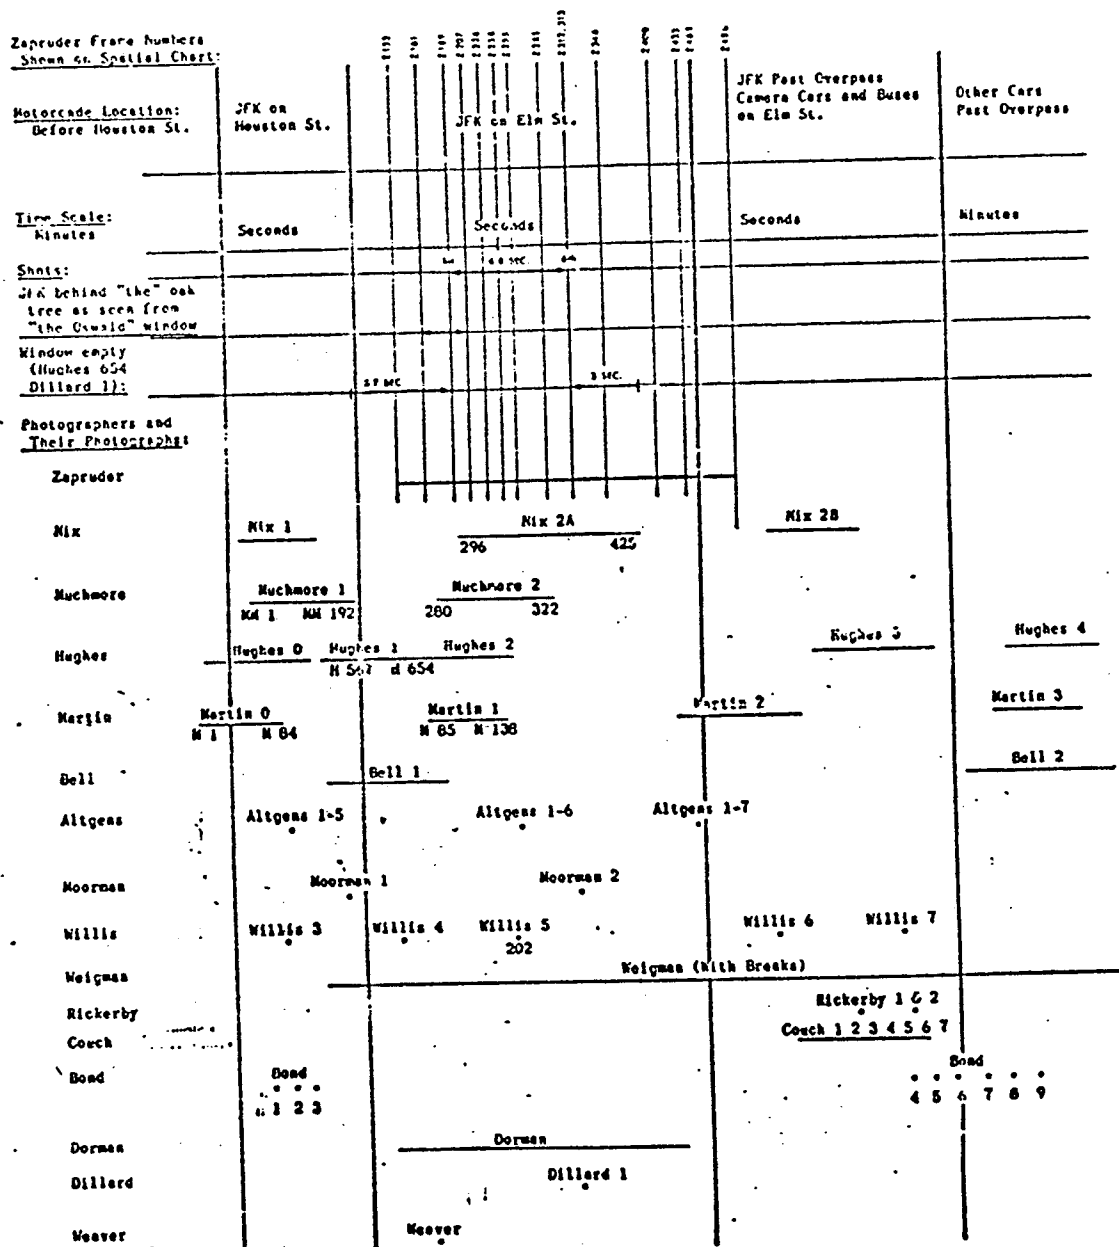 Zapruder Frame Numbers
Shown on Spatial Chart:
Motorcade Location:
Before Houston St.
JFK on
Houston St.
JFK on Elm St.
JFK Past Overpass
Camera Cars and Buses
on Elm St.
Other Cars
Past Overpass
Time Scale:
Minutes
Seconds
Seconds
Seconds
Minutes
Shots:
JFK behind "the" oak
tree as seen from
"the Oswald" window
Window empty
(Hughes 654
Dillard 1):
SEC.
3 SEC.
Photographers and
Their Photographs
Zapruder
Nix
Nix 1
Nix 2A
Nix 2B
296
425
Muchmore
Muchmore 1
Muchmore 2
MM 1 MM 192
280
322
Hughes
Hughes 0
Hughes 1
Hughes 2
Hughes 3
Hughes 4
654
Martin
Martin 0
Martin 1
Martin 2
Martin 3
M 1 M 84
M 85 M 138
Bell
Bell 1
Bell 2
Altgens
Altgens 1-5
Altgens 1-6
Altgens 1-7
Moorman
Moorman 1
Moorman 2
Willis
Willis 3
Willis 4
Willis 5
Willis 6
Willis 7
202
Weigman
Weigman (With Breaks)
Rickerby
Rickerby 1 & 2
Couch
Couch 1 2 3 4 5 6 7
Bond
Bond
1 2 3
Bond
4 5 6 7 8 9
Dorman
Dorman
Dillard
Dillard 1
Weaver
Weaver